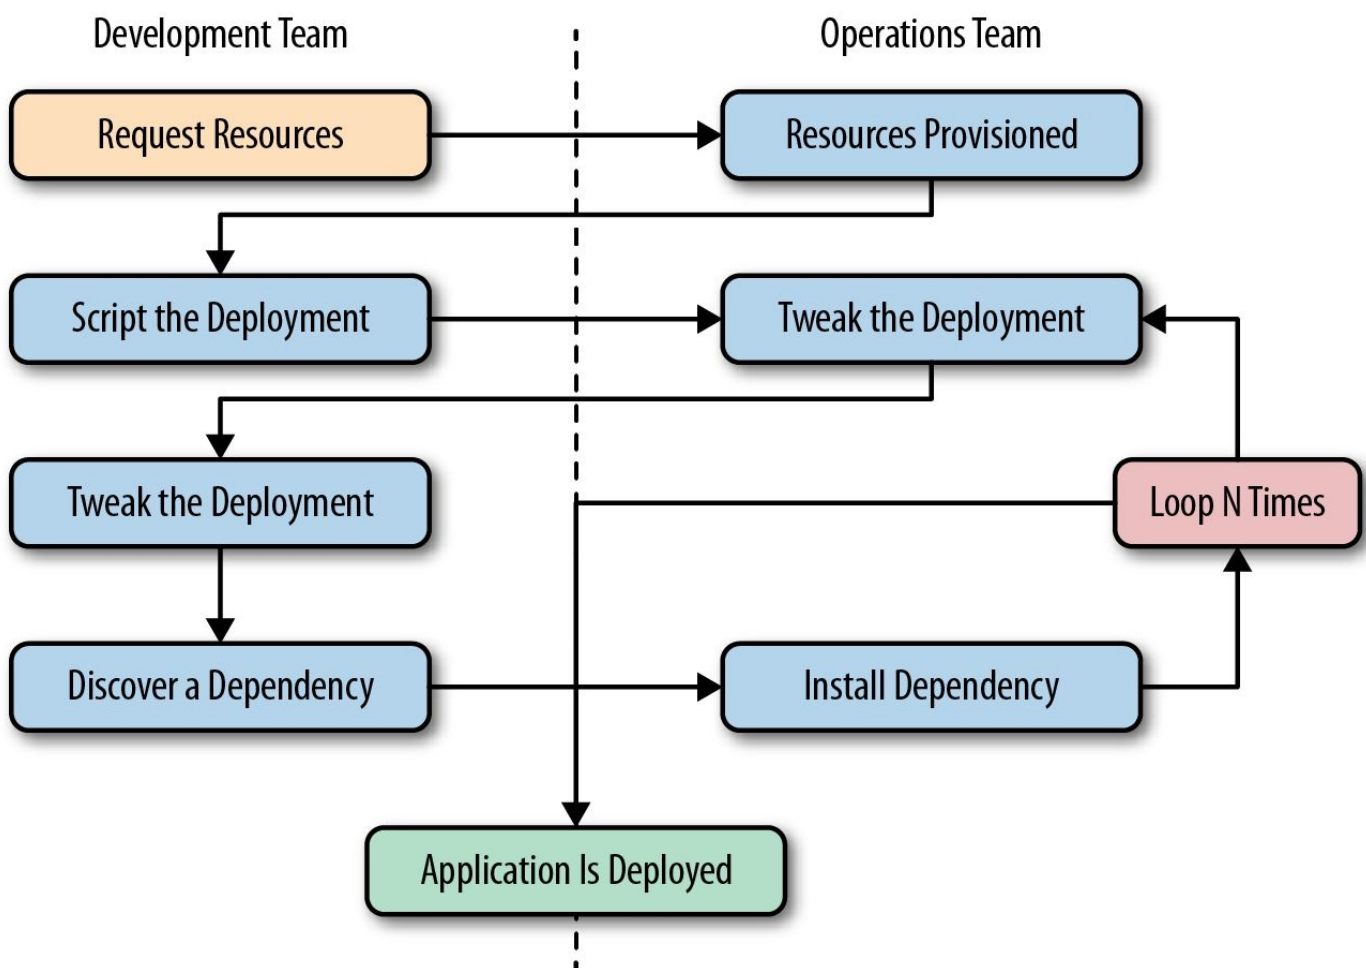 Development Team
Operations Team
Request Resources
Resources Provisioned
Script the Deployment
Tweak the Deployment
Tweak the Deployment
Loop N Times
Discover a Dependency
Install Dependency
Application Is Deployed